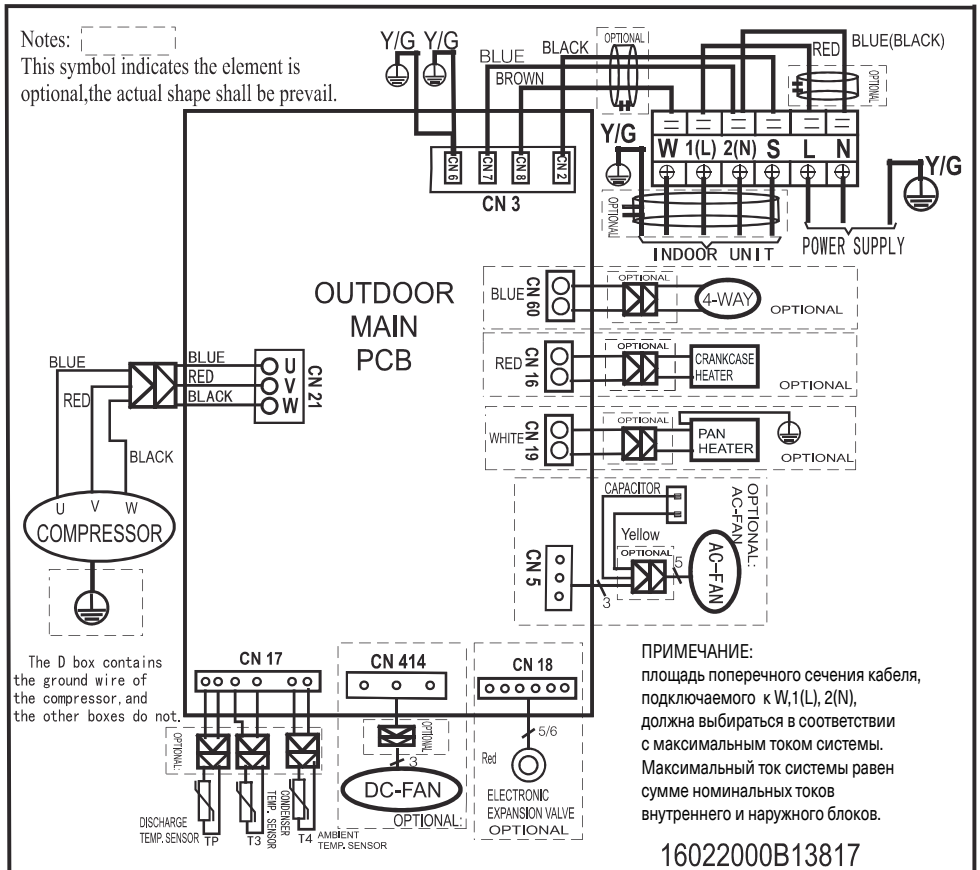 Notes:
This symbol indicates the element is
optional,the actual shape shall be prevail.
Y/G Y/G
BLUE
BLACK
BROWN
OPTIONAL
RED
BLUE(BLACK)
OPTIONAL
Y/G
W 1(L) 2(N) S L N
Y/G
OPTIONAL
INDOOR UNIT
POWER SUPPLY
CN 6
CN 7
CN 8
CN 2
CN 3
OUTDOOR
MAIN
PCB
BLUE
CN 60
OPTIONAL
4-WAY
OPTIONAL
RED
CN 16
OPTIONAL
CRANKCASE
HEATER
OPTIONAL
WHITE
CN 19
OPTIONAL
PAN
HEATER
OPTIONAL
BLUE
RED
BLACK
BLUE
RED
BLACK
U
V
W
CN 21
U V W
COMPRESSOR
CAPACITOR
Yellow
OPTIONAL
OPTIONAL:
AC-FAN
CN 5
3
5
AC-FAN
The D box contains
the ground wire of
the compressor, and
the other boxes do not.
CN 17
OPTIONAL:
DISCHARGE
TEMP. SENSOR
TP
CONDENSER
TEMP. SENSOR
T3
T4
AMBIENT
TEMP. SENSOR
CN 414
OPTIONAL
3
DC-FAN
OPTIONAL:
CN 18
5/6
Red
ELECTRONIC
EXPANSION VALVE
OPTIONAL
ПРИМЕЧАНИЕ:
площадь поперечного сечения кабеля,
подключаемого к W,1(L), 2(N),
должна выбираться в соответствии
с максимальным током системы.
Максимальный ток системы равен
сумме номинальных токов
внутреннего и наружного блоков.
16022000B13817